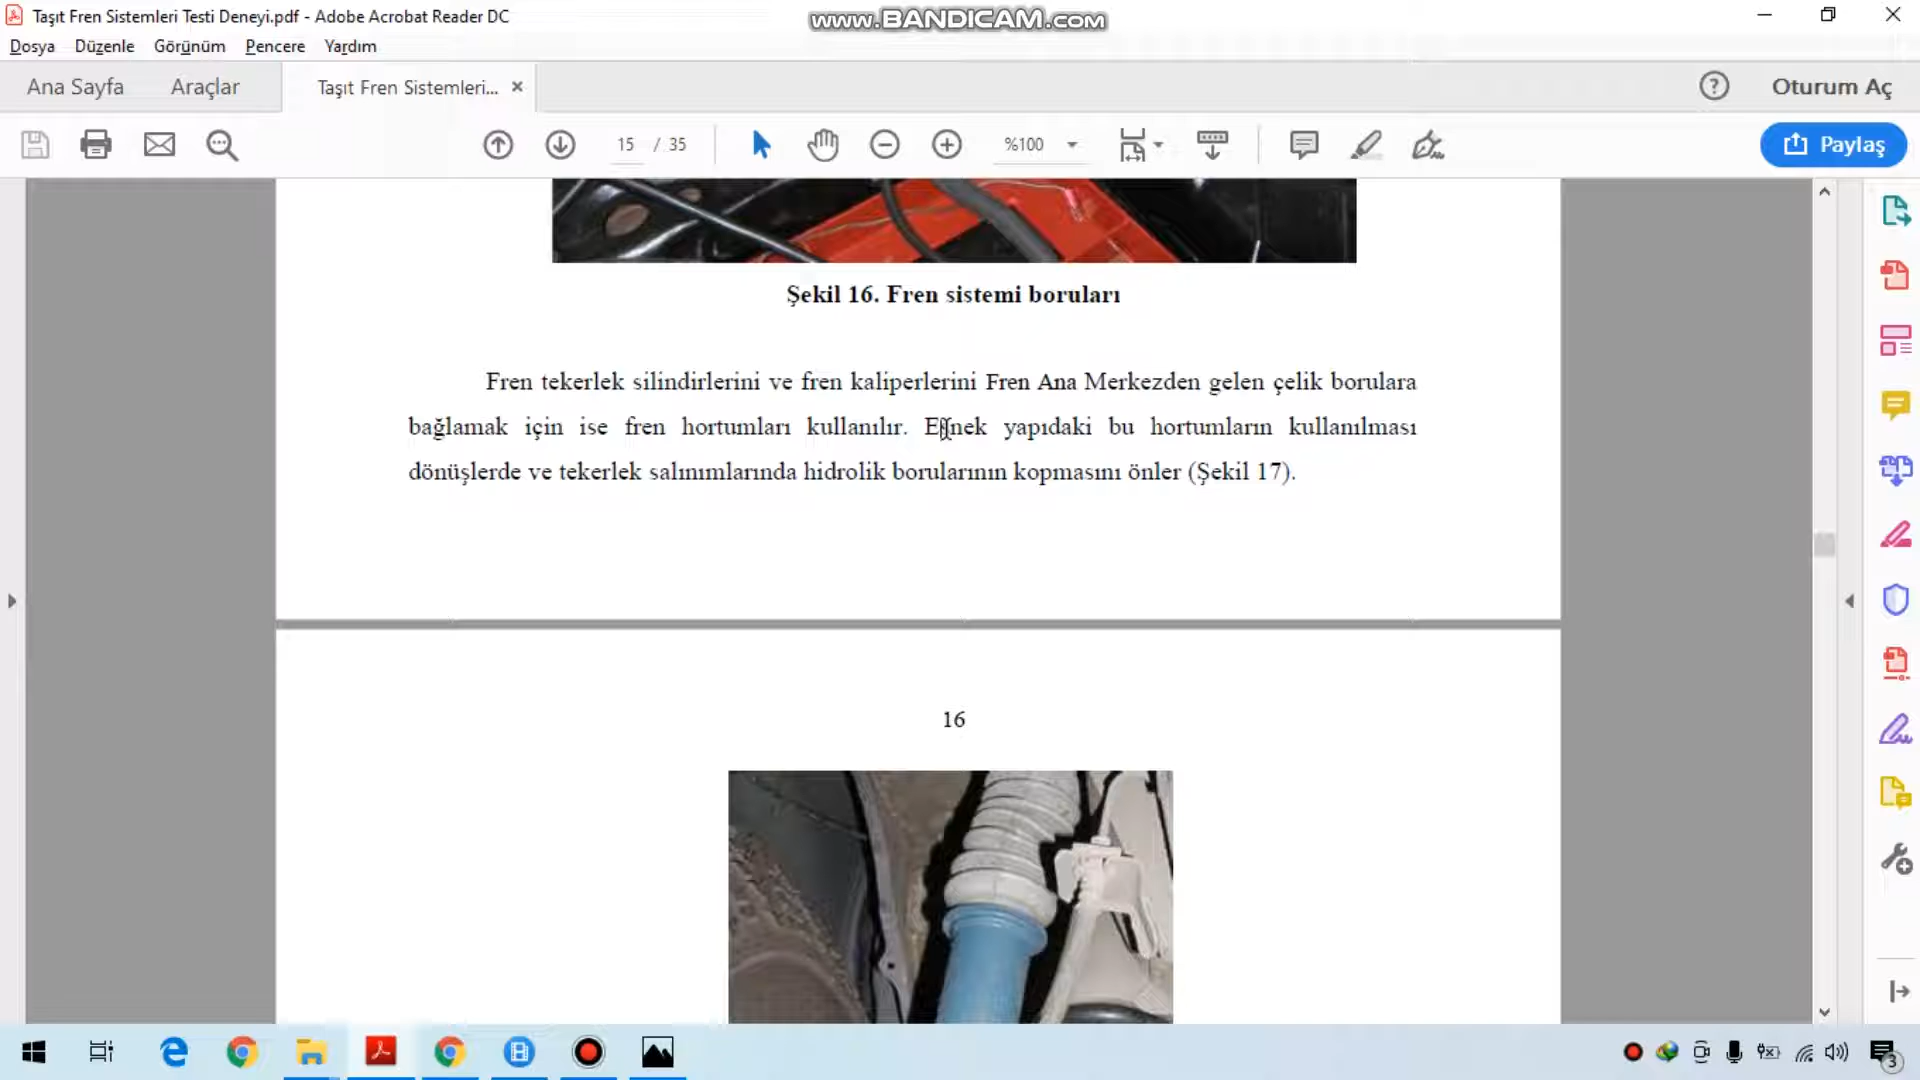 Taşıt Fren Sistemleri Testi Deneyi.pdf - Adobe Acrobat Reader DC
www.BANDICAM.com
Dosya Düzenle Görünüm Pencere Yardım
Ana Sayfa Araçlar Taşıt Fren Sistemleri... Oturum Aç
15 / 35 %100 Paylaş
Şekil 16. Fren sistemi boruları
Fren tekerlek silindirlerini ve fren kaliperlerini Fren Ana Merkezden gelen çelik borulara
bağlamak için ise fren hortumları kullanılır. Esnek yapıdaki bu hortumların kullanılması
dönüşlerde ve tekerlek salınımlarında hidrolik borularının kopmasını önler (Şekil 17).
16
3